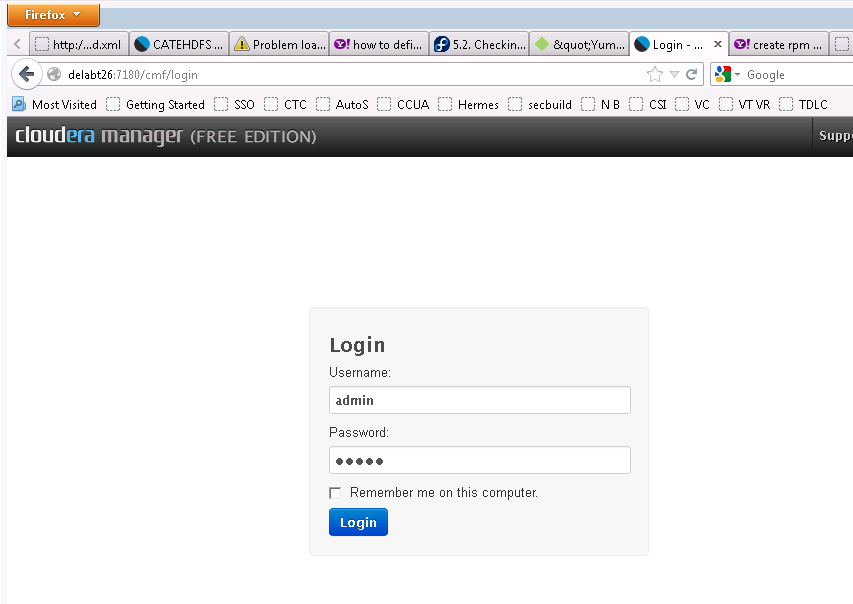 Firefox
http:/...d.xml CATEHDFS ... Problem loa... how to defi... 5.2. Checkin... &quot;Yum... Login - ... create rpm ...
delabt26:7180/cmf/login Google
Most Visited Getting Started SSO CTC AutoS CCUA Hermes secbuild N B CSI VC VT VR TDLC
cloudera manager (FREE EDITION) Suppo
Login
Username:
admin
Password:
Remember me on this computer.
Login